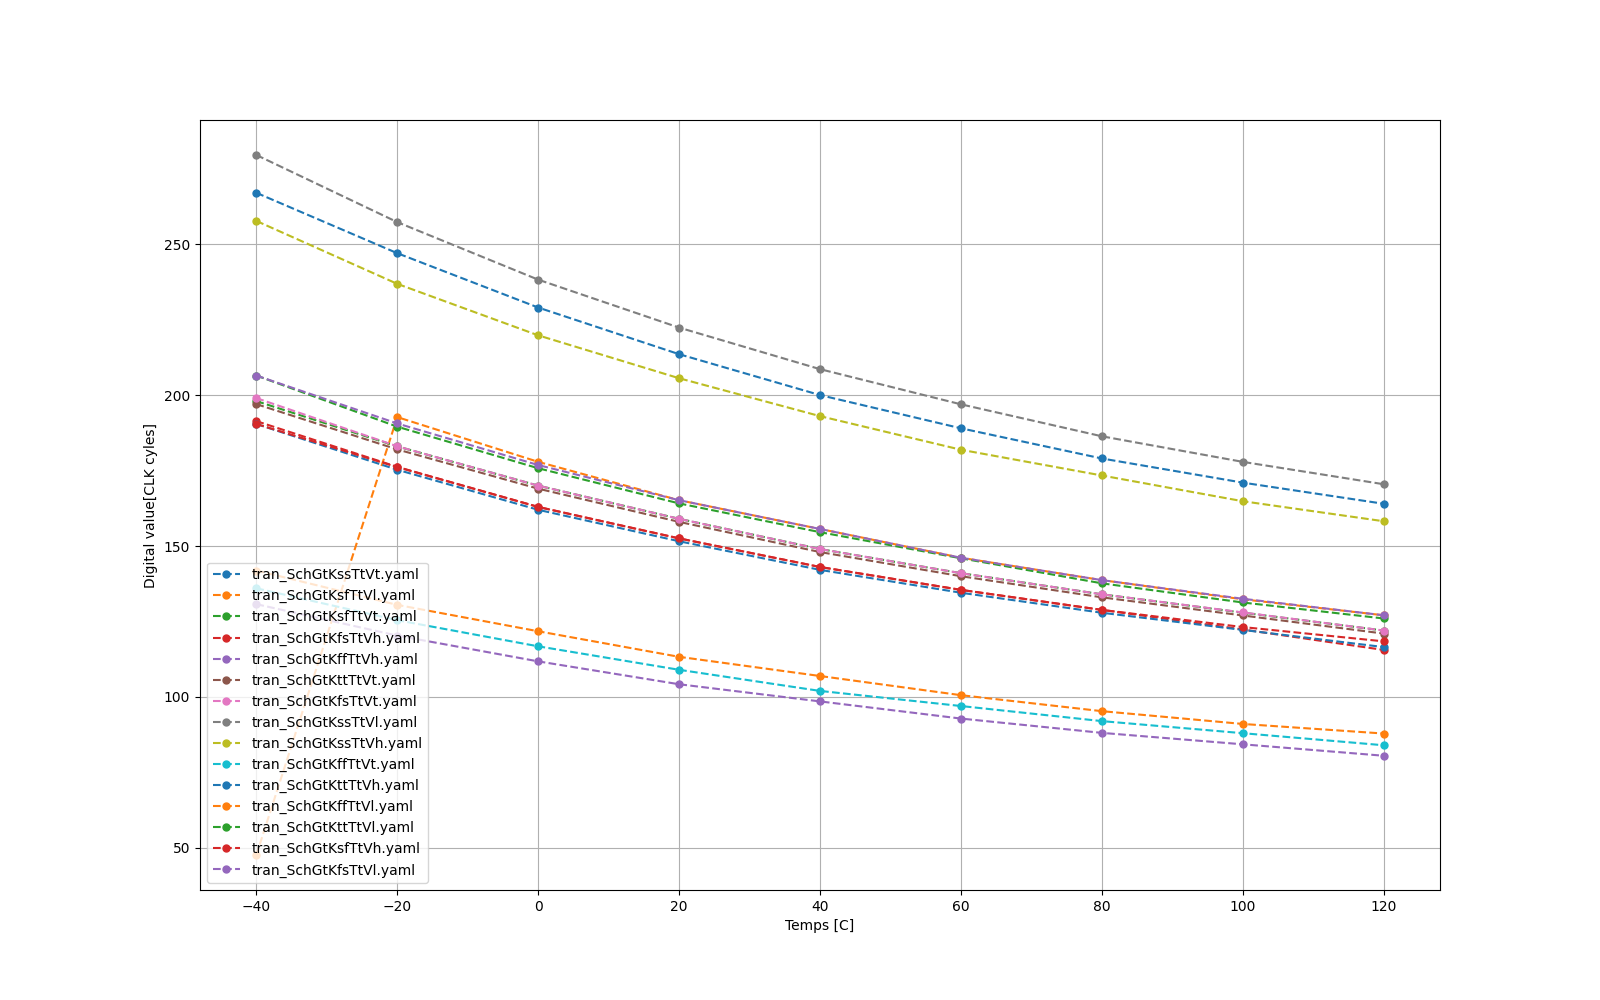 250
200
150
100
50
Digital value[CLK cyles]
tran_SchGtKssTtVt.yaml
tran_SchGtKsfTtVl.yaml
tran_SchGtKsfTtVt.yaml
tran_SchGtKfsTtVh.yaml
tran_SchGtKffTtVh.yaml
tran_SchGtKttTtVt.yaml
tran_SchGtKfsTtVt.yaml
tran_SchGtKssTtVl.yaml
tran_SchGtKssTtVh.yaml
tran_SchGtKffTtVt.yaml
tran_SchGtKttTtVh.yaml
tran_SchGtKffTtVl.yaml
tran_SchGtKttTtVl.yaml
tran_SchGtKsfTtVh.yaml
tran_SchGtKfsTtVl.yaml
−40 −20 0 20 40 60 80 100 120
Temps [C]